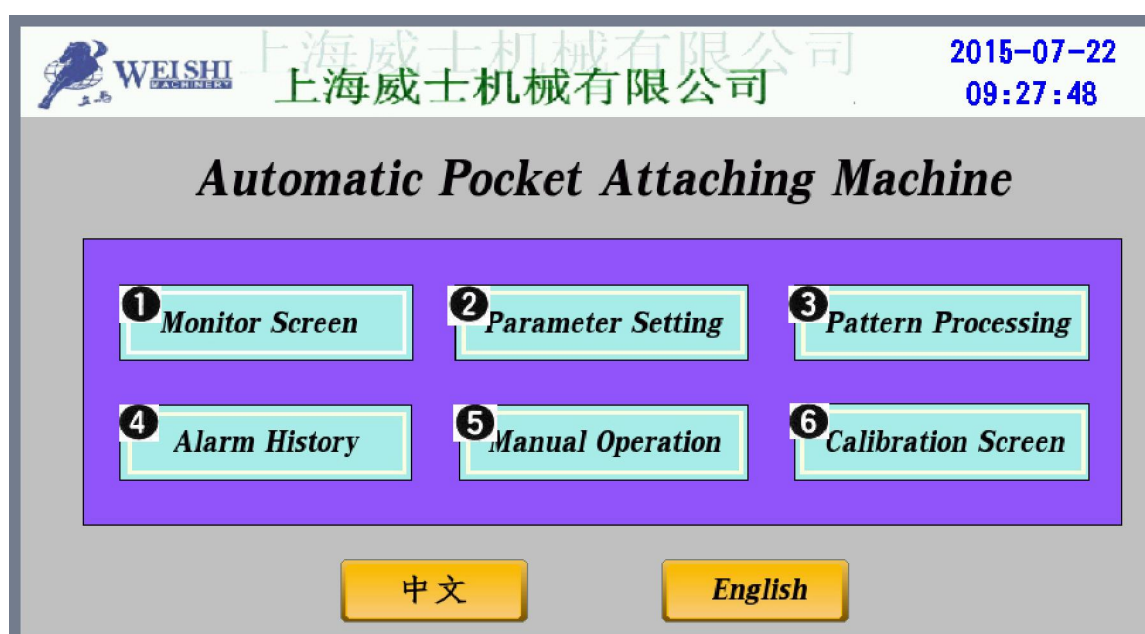 WEISHI
MACHINERY
立马
上海威士机械有限公司
上海威士机械有限公司
2015-07-22
09:27:48
Automatic Pocket Attaching Machine
1 Monitor Screen
2 Parameter Setting
3 Pattern Processing
4 Alarm History
5 Manual Operation
6 Calibration Screen
中文
English